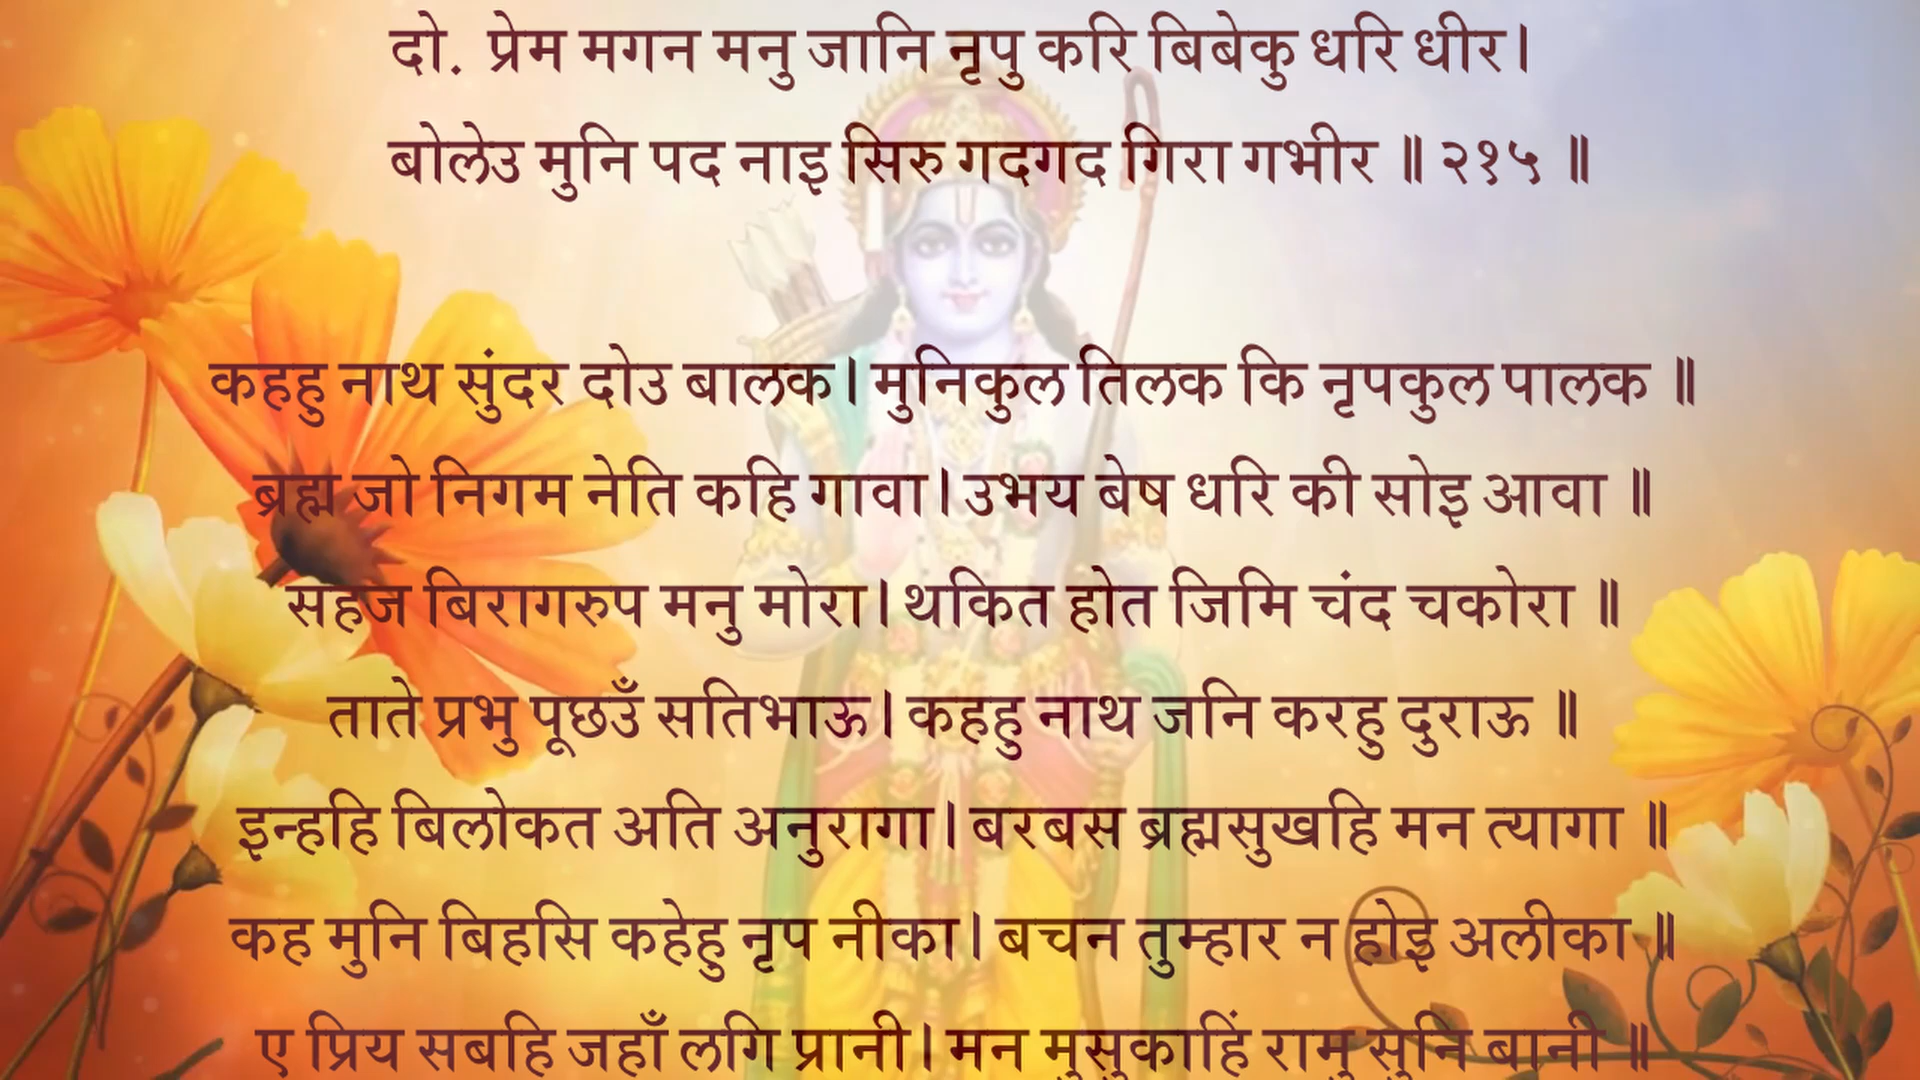 दो. प्रेम मगन मनु जानि नृपु करि बिबेकु धरि धीर।
बोलेउ मुनि पद नाइ सिरु गदगद गिरा गभीर ॥ २१५ ॥
कहहु नाथ सुंदर दोउ बालक। मुनिकुल तिलक कि नृपकुल पालक ॥
ब्रह्म जो निगम नेति कहि गावा। उभय बेष धरि की सोइ आवा ॥
सहज बिरागरुप मनु मोरा। थकित होत जिमि चंद चकोरा ॥
ताते प्रभु पूछउँ सतिभाऊ। कहहु नाथ जनि करहु दुराऊ ॥
इन्हहि बिलोकत अति अनुरागा। बरबस ब्रह्मसुखहि मन त्यागा ॥
कह मुनि बिहसि कहेहु नृप नीका। बचन तुम्हार न होइ अलीका ॥
ए प्रिय सबहि जहाँ लगि प्रानी। मन मुसुकाहिं रामु सुनि बानी ॥